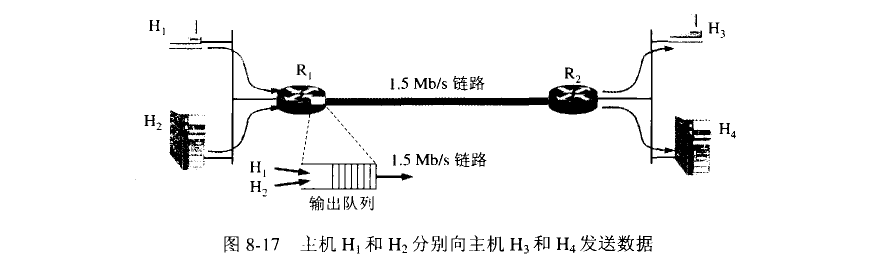 H₁
H₃
R₁
1.5 Mb/s 链路
R₂
H₂
H₄
H₁
H₂
1.5 Mb/s 链路
输出队列
图 8-17 主机 H₁ 和 H₂ 分别向主机 H₃ 和 H₄ 发送数据